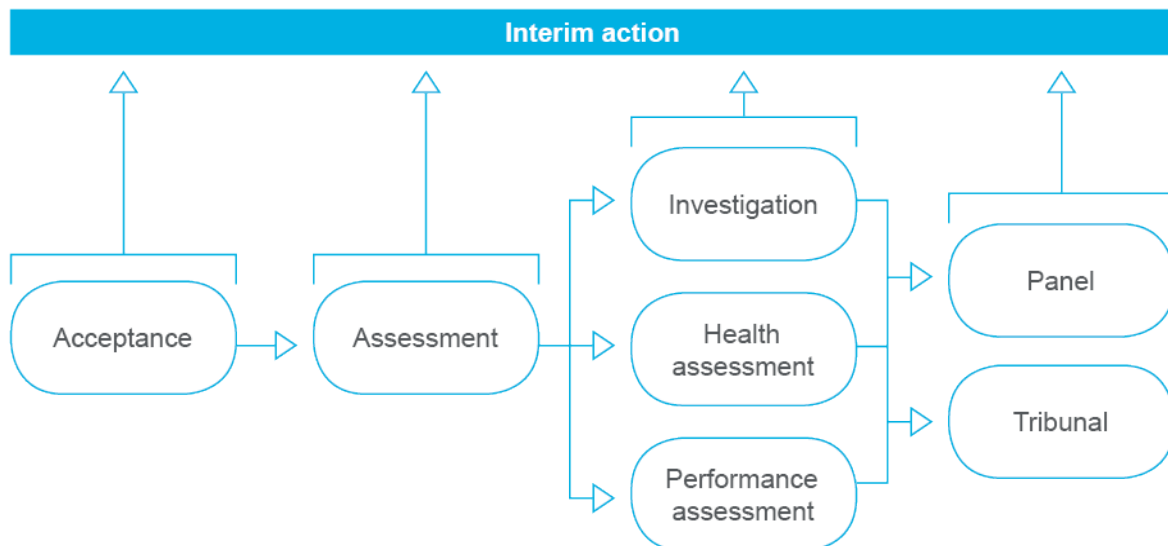 Interim action
Acceptance
Assessment
Investigation
Health
assessment
Performance
assessment
Panel
Tribunal